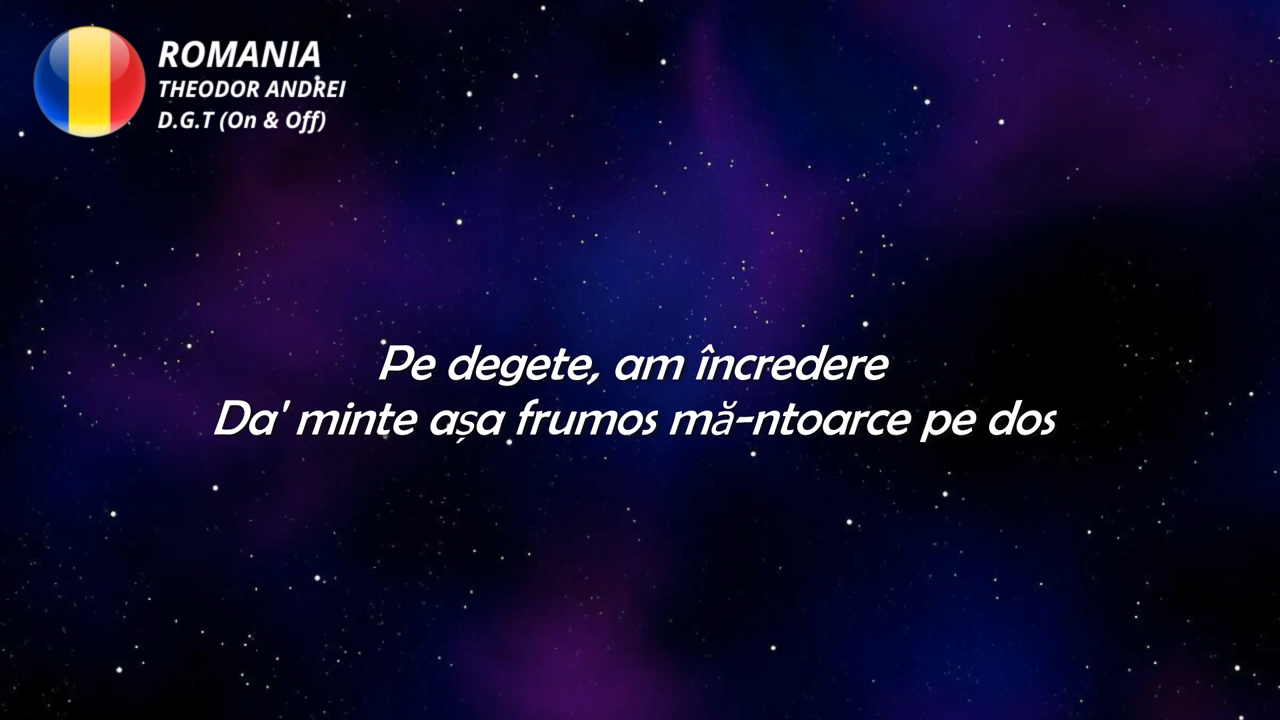 ROMANIA
THEODOR ANDREI
D.G.T (On & Off)
Pe degete, am încredere
Da' minte așa frumos mă-ntoarce pe dos